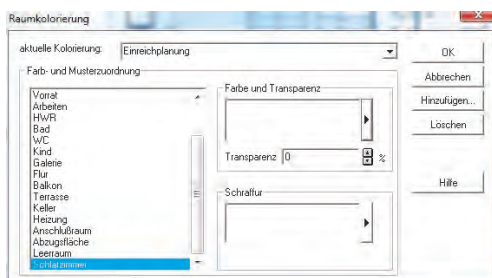 Raumkolorierung
aktuelle Kolorierung:
Einreichplanung
OK
Abbrechen
Hinzufügen...
Löschen
Hilfe
Farb- und Musterzuordnung
Vorrat
Arbeiten
HWR
Bad
WC
Kind
Galerie
Flur
Balkon
Terrasse
Keller
Heizung
Anschlußraum
Abzugsfläche
Leerraum
Schlafzimmer
Farbe und Transparenz
Transparenz 0 %
Schraffur